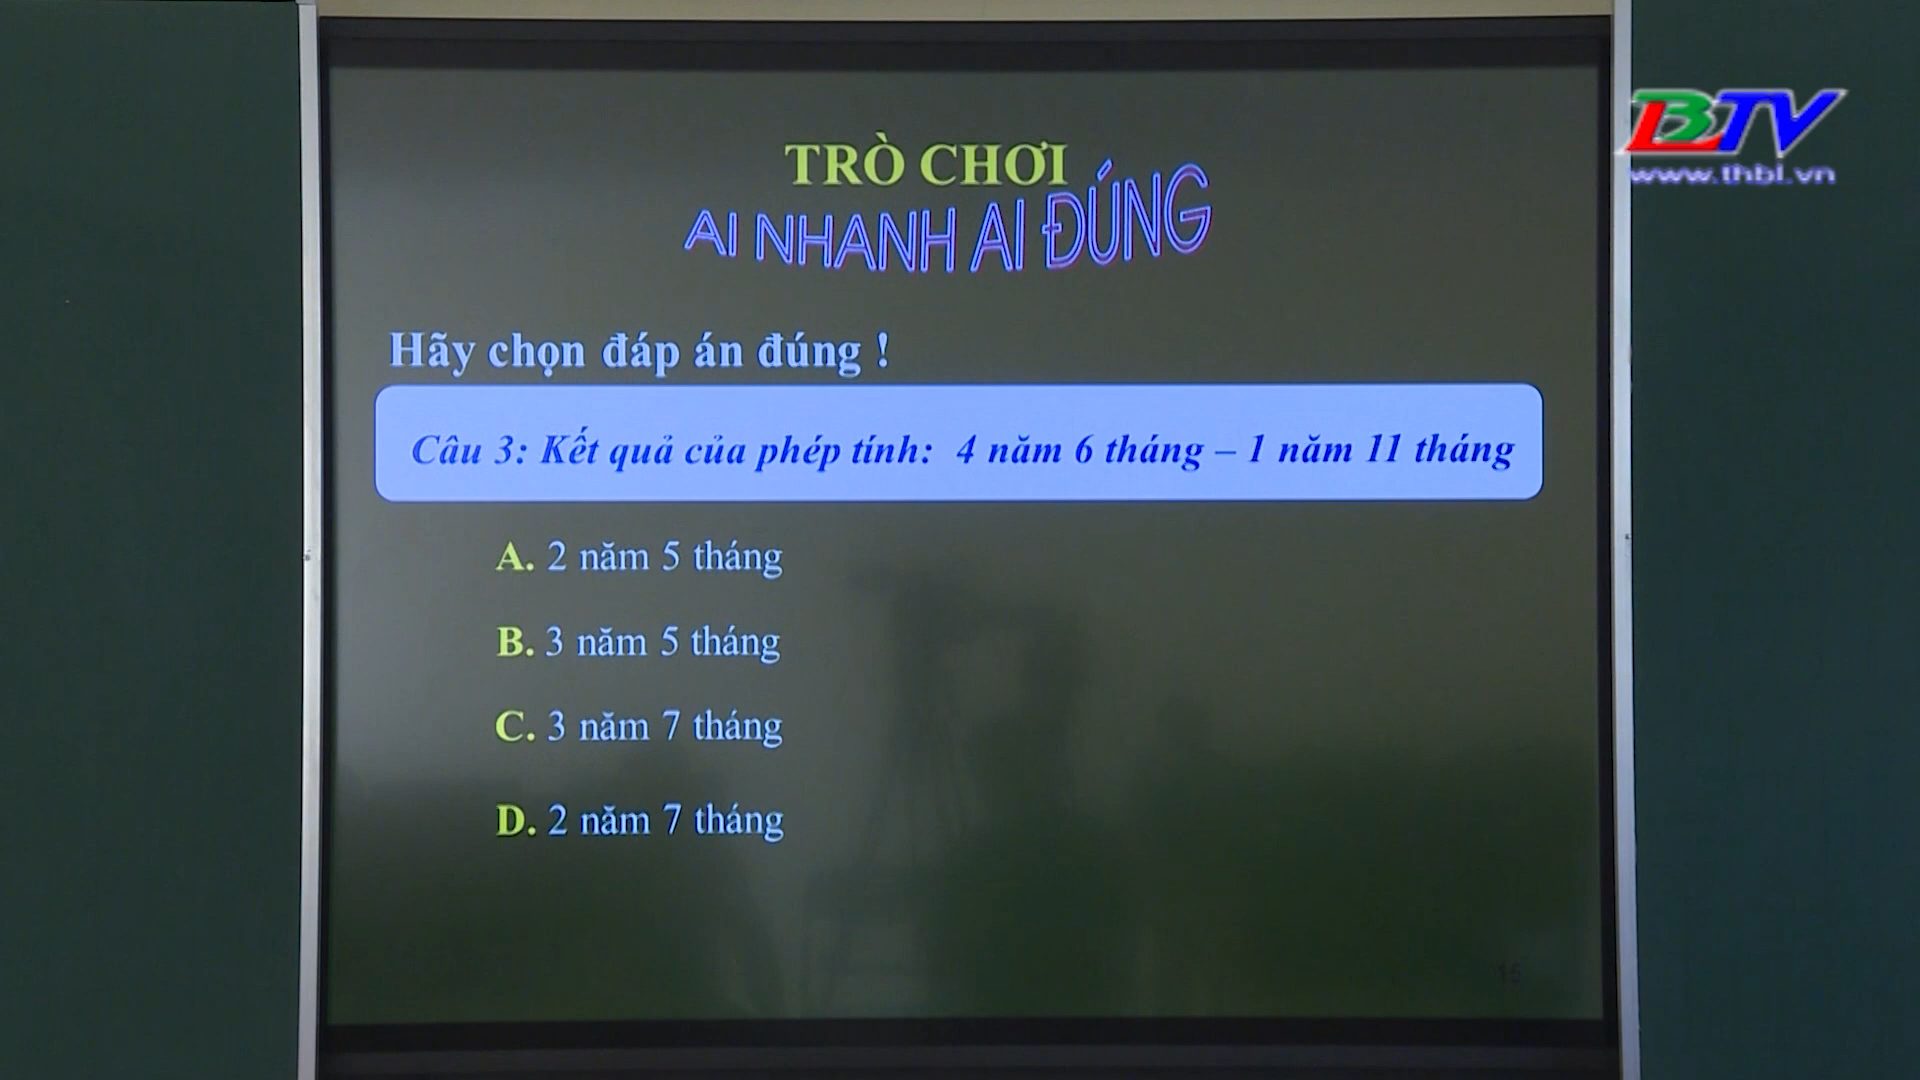 BTV
www.thbl.vn
TRÒ CHƠI
AI NHANH AI ĐÚNG
Hãy chọn đáp án đúng !
Câu 3: Kết quả của phép tính: 4 năm 6 tháng – 1 năm 11 tháng
A. 2 năm 5 tháng
B. 3 năm 5 tháng
C. 3 năm 7 tháng
D. 2 năm 7 tháng
15